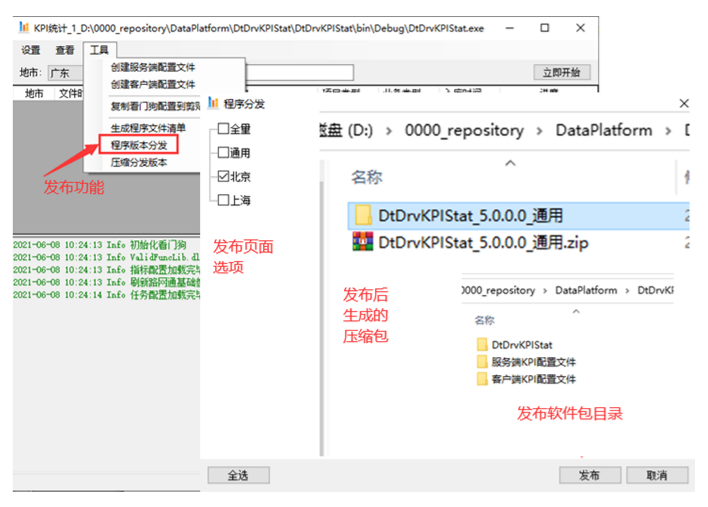 KPI统计_1_D:\0000_repository\DataPlatform\DtDrvKPIStat\DtDrvKPIStat\bin\Debug\DtDrvKPIStat.exe
设置 查看 工具
地市: 广东
立即开始
地市
创建服务端配置文件
创建客户端配置文件
复制看门狗配置到剪
生成程序文件清单
程序版本分发
压缩分发版本
发布功能
程序分发
全量
通用
北京
上海
发布页面
选项
盘 (D:) > 0000_repository > DataPlatform >
名称
DtDrvKPIStat_5.0.0.0_通用
DtDrvKPIStat_5.0.0.0_通用.zip
发布后
生成的
压缩包
0000_repository > DataPlatform > DtDrvKF
名称
DtDrvKPIStat
服务端KPI配置文件
客户端KPI配置文件
发布软件包目录
2021-06-08 10:24:13 Info 初始化看门狗
2021-06-08 10:24:13 Info ValidFuncLib.dl
2021-06-08 10:24:13 Info 指标配置加载完
2021-06-08 10:24:13 Info 刷新路网通基础
2021-06-08 10:24:14 Info 任务配置加载完
全选 发布 取消